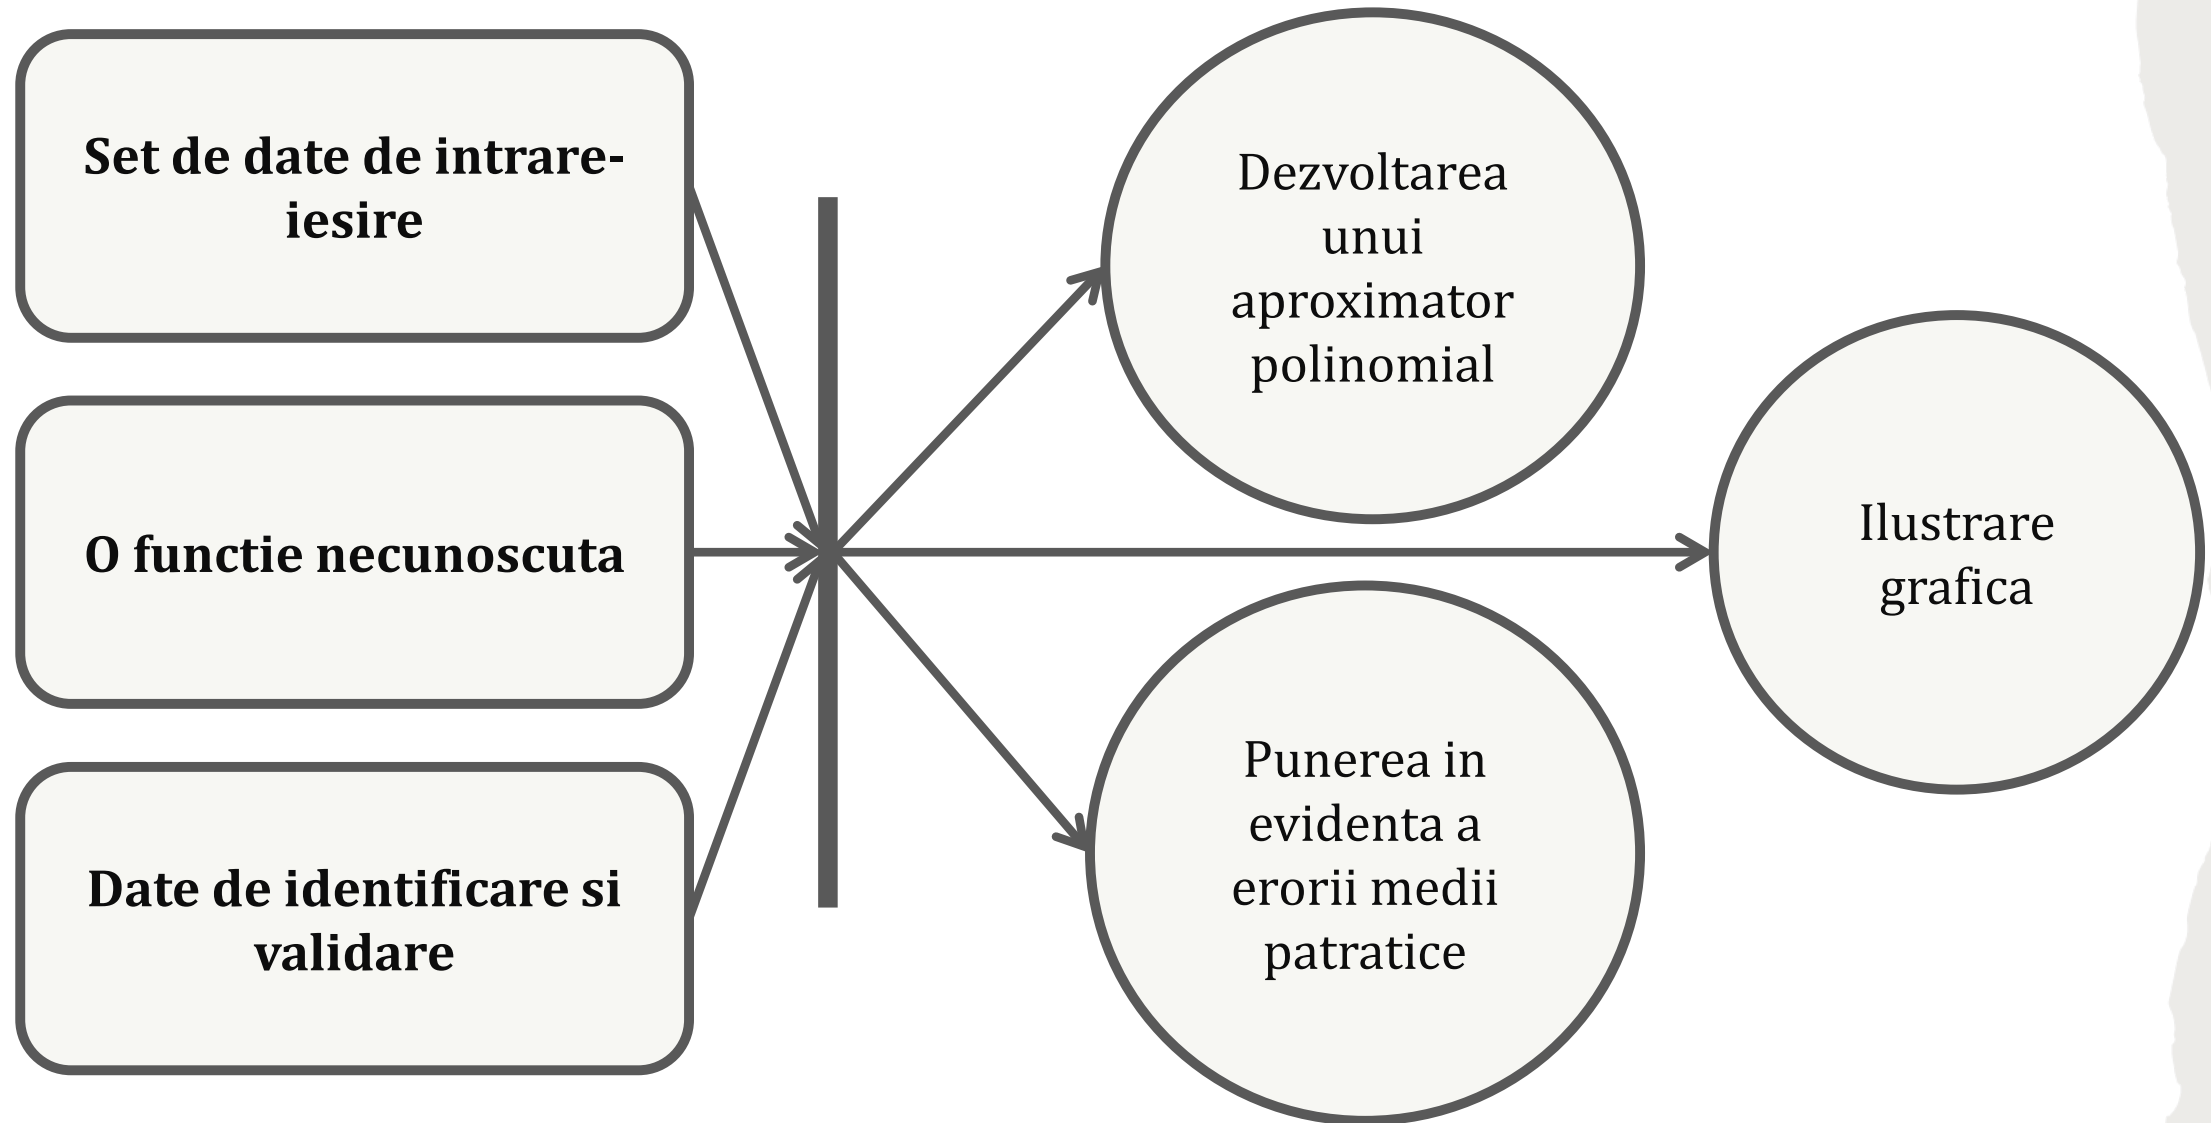 Set de date de intrare-
iesire
O functie necunoscuta
Date de identificare si
validare
Dezvoltarea
unui
aproximator
polinomial
Punerea in
evidenta a
erorii medii
patratice
Ilustrare
grafica